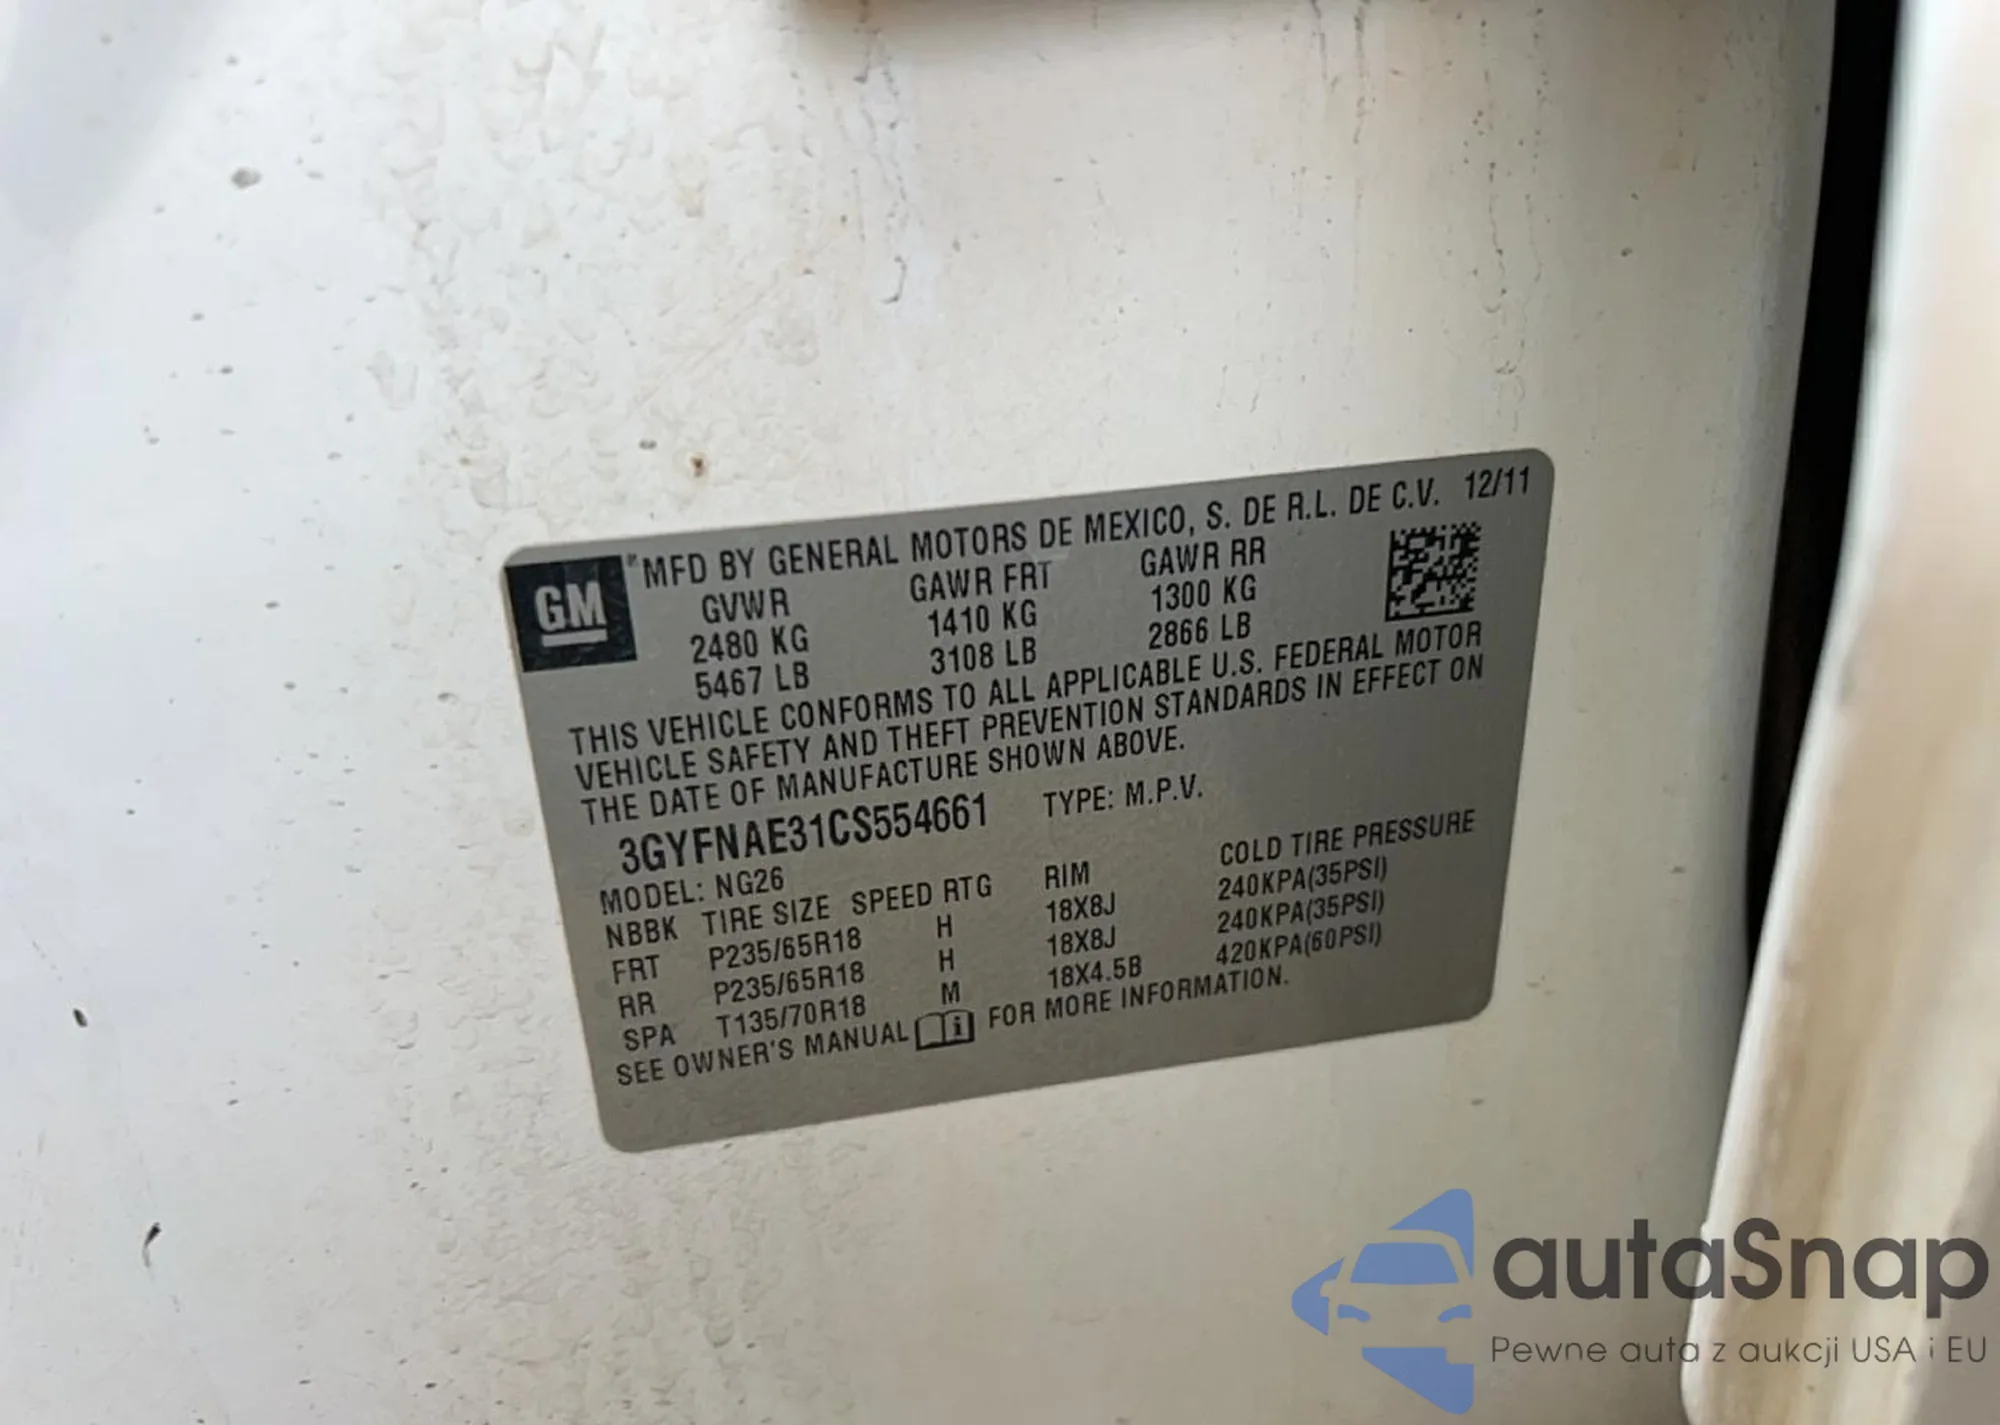 GM
MFD BY GENERAL MOTORS DE MEXICO, S. DE R.L. DE C.V. 12/11
GVWR GAWR FRT GAWR RR
2480 KG 1410 KG 1300 KG
5467 LB 3108 LB 2866 LB
THIS VEHICLE CONFORMS TO ALL APPLICABLE U.S. FEDERAL MOTOR
VEHICLE SAFETY AND THEFT PREVENTION STANDARDS IN EFFECT ON
THE DATE OF MANUFACTURE SHOWN ABOVE.
3GYFNAE31CS554661 TYPE: M.P.V.
MODEL: NG26
NBBK TIRE SIZE SPEED RTG RIM COLD TIRE PRESSURE
FRT P235/65R18 H 18X8J 240KPA(35PSI)
RR P235/65R18 H 18X8J 240KPA(35PSI)
SPA T135/70R18 M 18X4.5B 420KPA(60PSI)
SEE OWNER'S MANUAL FOR MORE INFORMATION.
autaSnap
Pewne auta z aukcji USA i EU